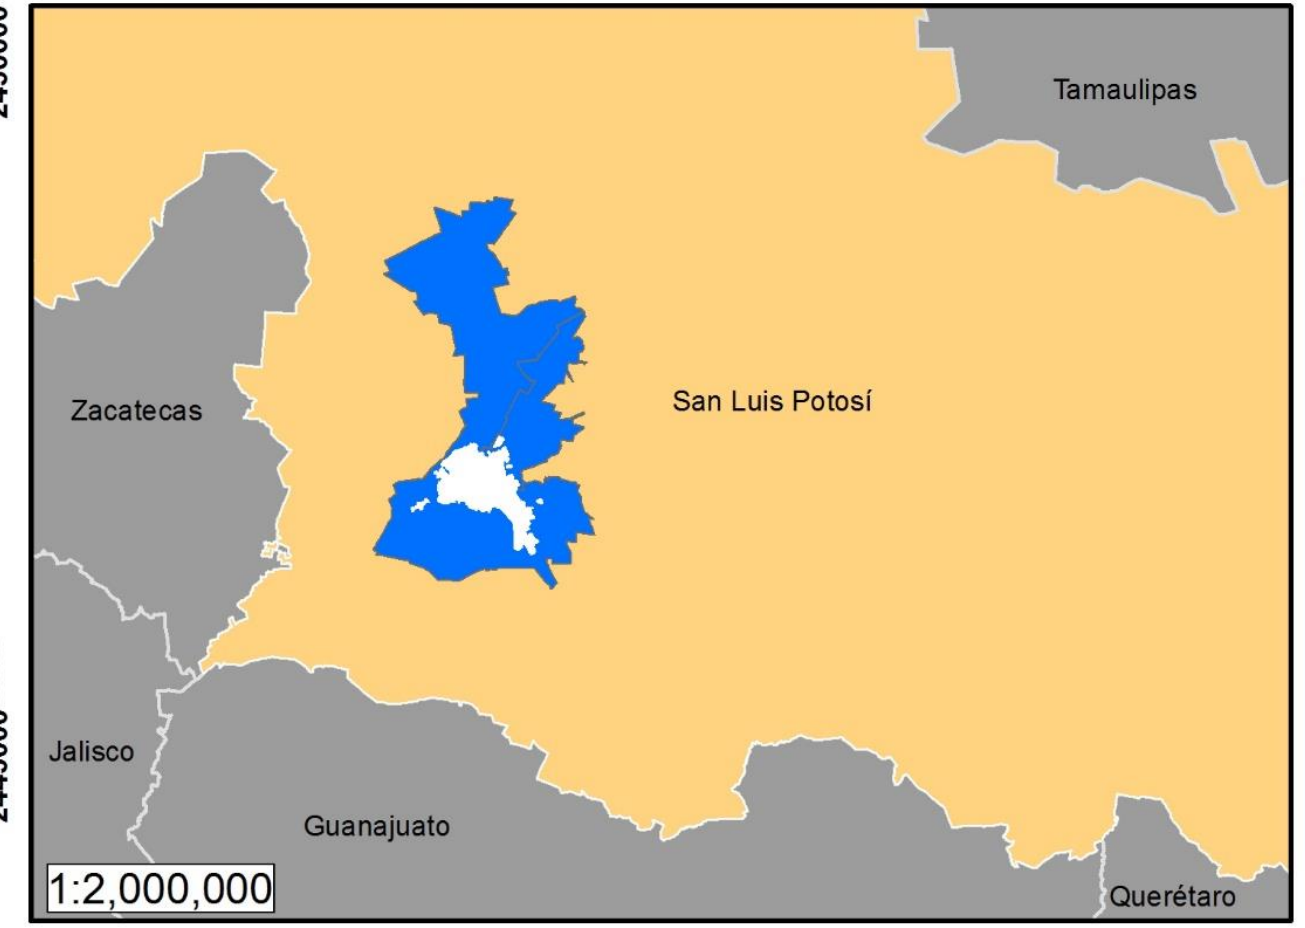 Tamaulipas
San Luis Potosí
Zacatecas
Jalisco
Guanajuato
1:2,000,000
Querétaro